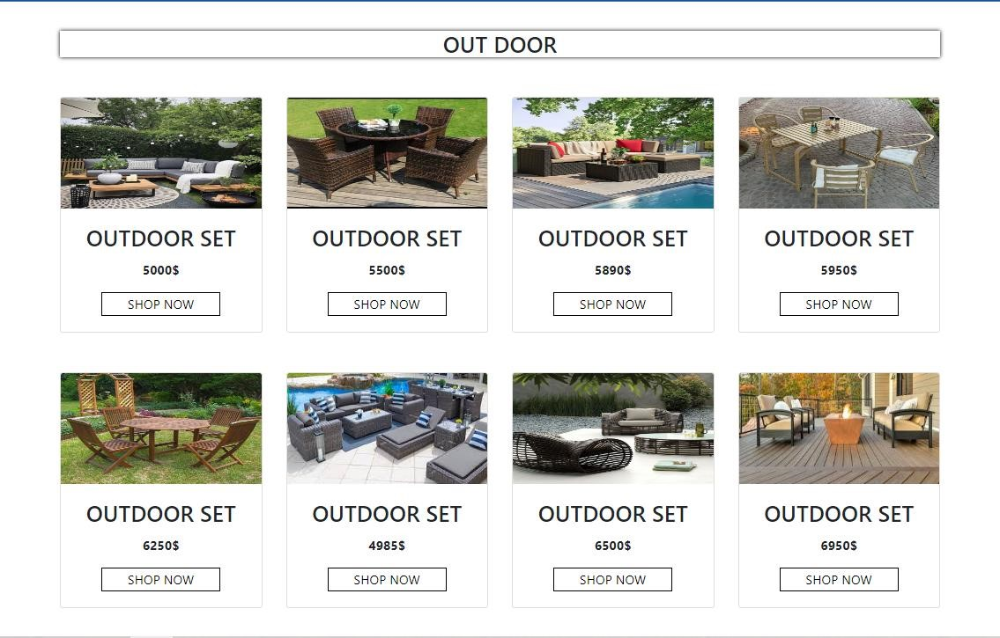 OUT DOOR
OUTDOOR SET
5000$
SHOP NOW
OUTDOOR SET
5500$
SHOP NOW
OUTDOOR SET
5890$
SHOP NOW
OUTDOOR SET
5950$
SHOP NOW
OUTDOOR SET
6250$
SHOP NOW
OUTDOOR SET
4985$
SHOP NOW
OUTDOOR SET
6500$
SHOP NOW
OUTDOOR SET
6950$
SHOP NOW